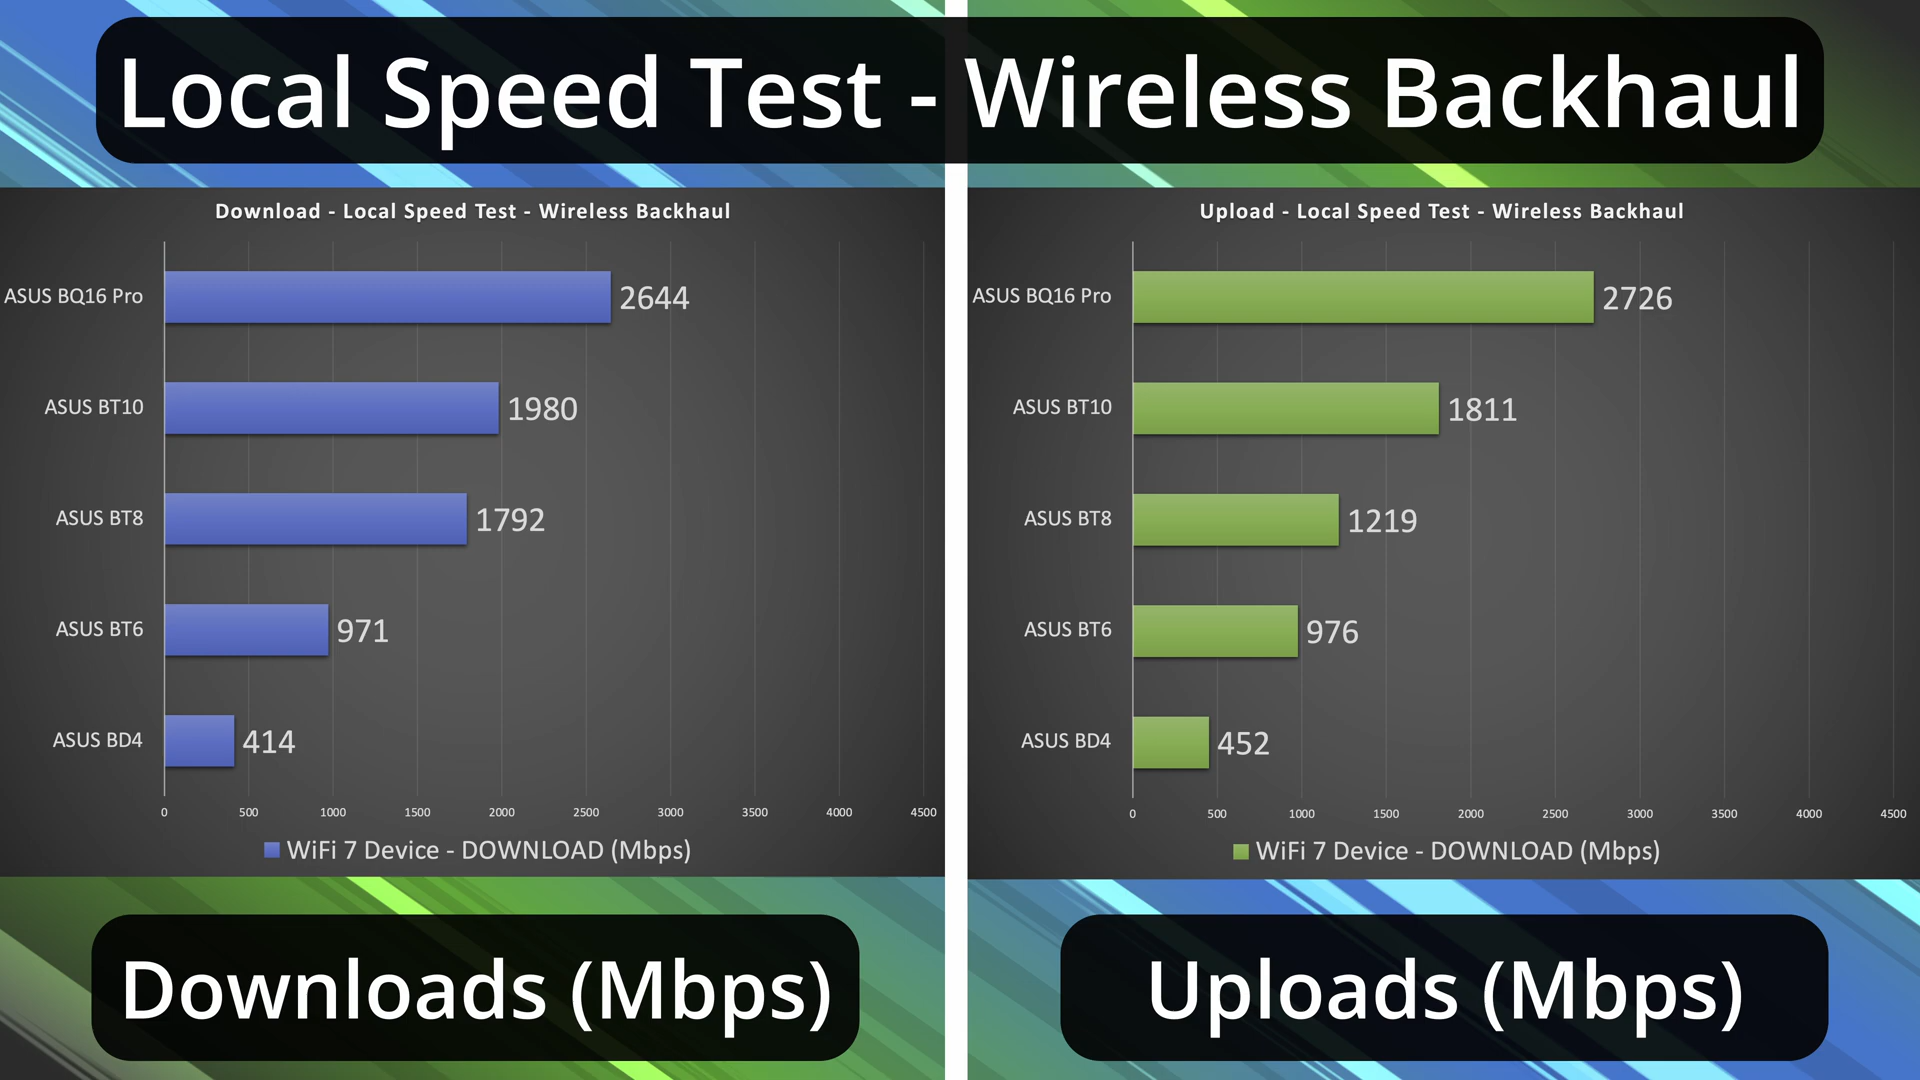 Local Speed Test - Wireless Backhaul
Download - Local Speed Test - Wireless Backhaul
ASUS BQ16 Pro 2644
ASUS BT10 1980
ASUS BT8 1792
ASUS BT6 971
ASUS BD4 414
0 500 1000 1500 2000 2500 3000 3500 4000 4500
WiFi 7 Device - DOWNLOAD (Mbps)
Downloads (Mbps)
Upload - Local Speed Test - Wireless Backhaul
ASUS BQ16 Pro 2726
ASUS BT10 1811
ASUS BT8 1219
ASUS BT6 976
ASUS BD4 452
0 500 1000 1500 2000 2500 3000 3500 4000 4500
WiFi 7 Device - DOWNLOAD (Mbps)
Uploads (Mbps)